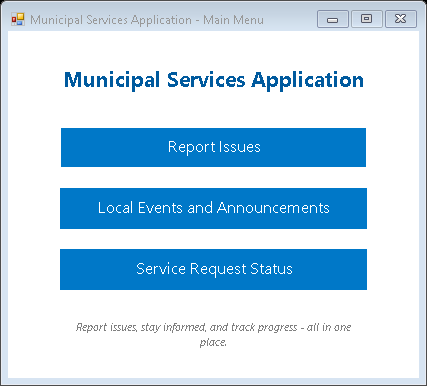 Municipal Services Application - Main Menu
Municipal Services Application
Report Issues
Local Events and Announcements
Service Request Status
Report issues, stay informed, and track progress - all in one
place.